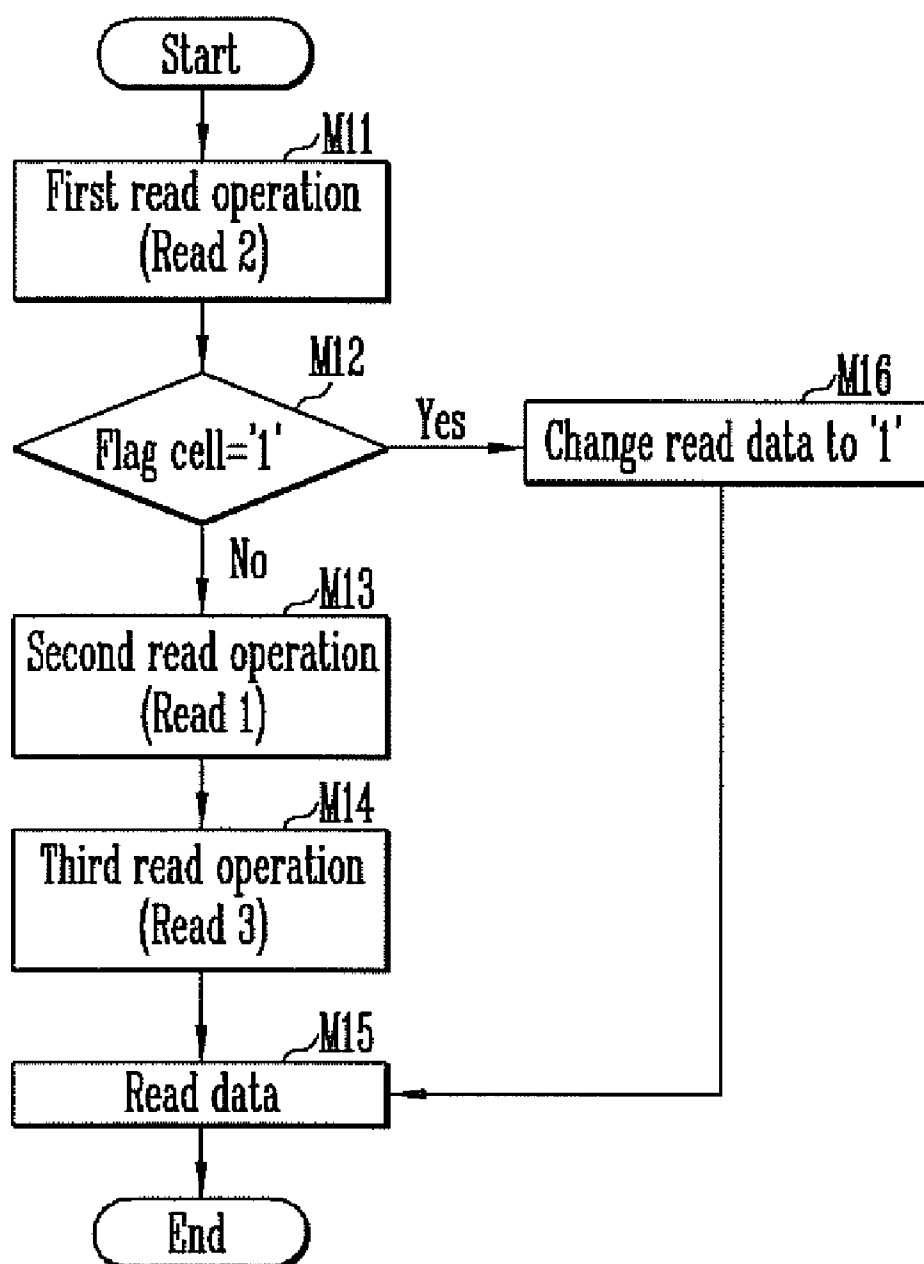 Start
M11
First read operation
(Read 2)
M12
Flag cell='1'
Yes
M16
Change read data to '1'
No
M13
Second read operation
(Read 1)
M14
Third read operation
(Read 3)
M15
Read data
End